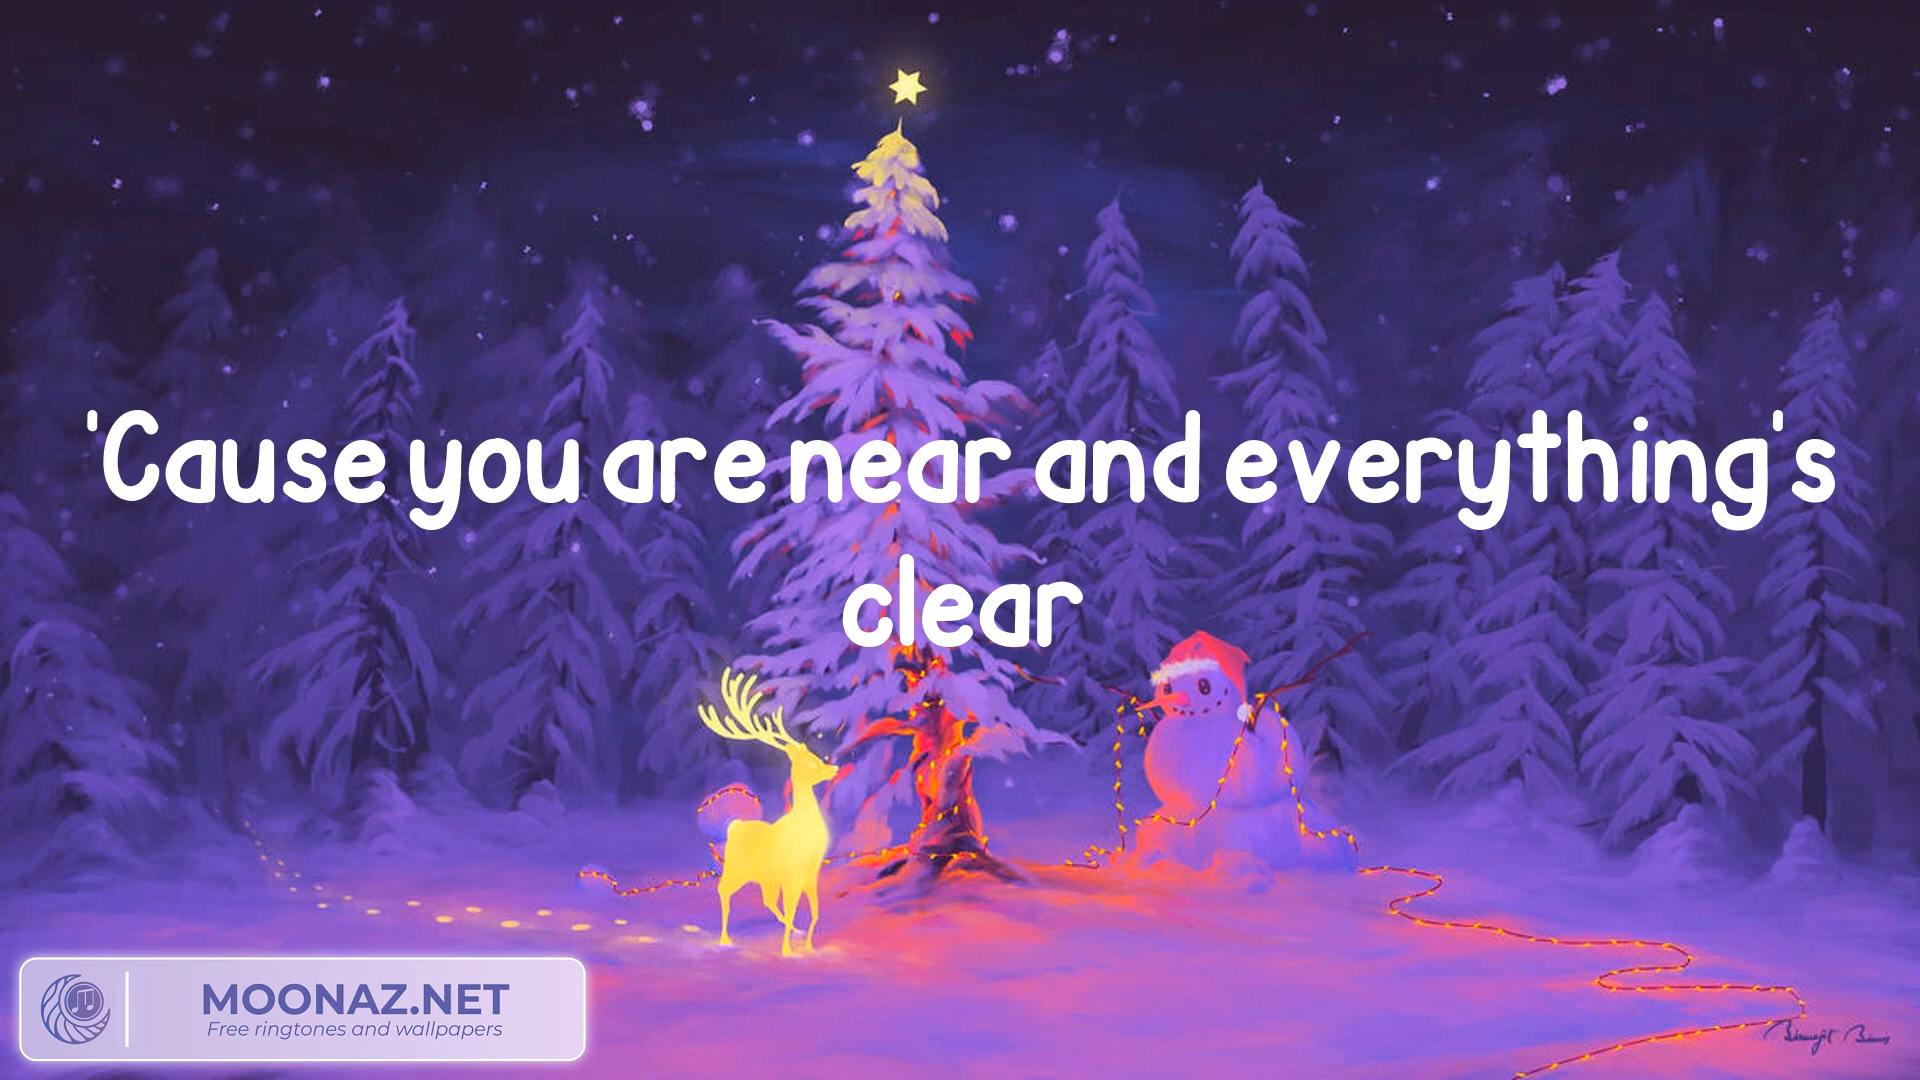 'Cause you are near and everything's
clear
MOONAZ.NET
Free ringtones and wallpapers